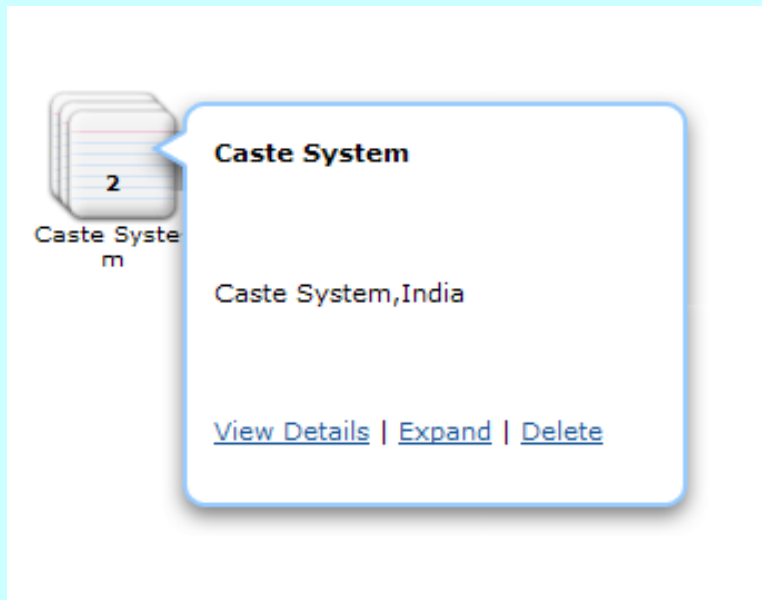 2
Caste Syste
m
Caste System
Caste System,India
View Details | Expand | Delete